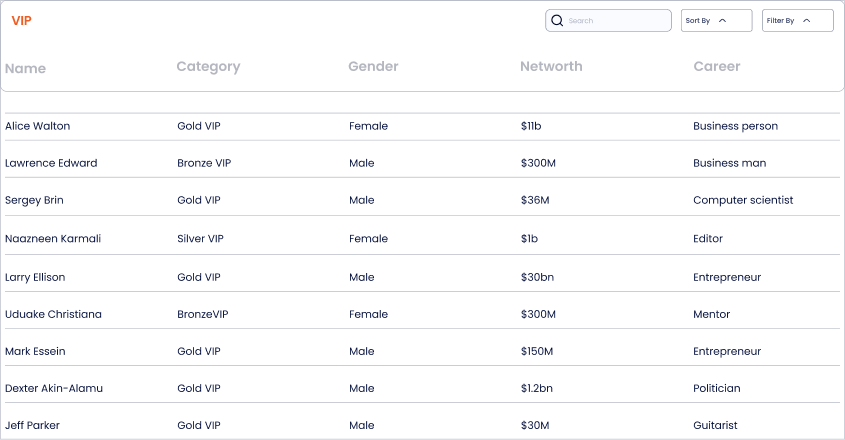 VIP Search Sort By Filter By
Name Category Gender Networth Career
Alice Walton Gold VIP Female $11b Business person
Lawrence Edward Bronze VIP Male $300M Business man
Sergey Brin Gold VIP Male $36M Computer scientist
Naazneen Karmali Silver VIP Female $1b Editor
Larry Ellison Gold VIP Male $30bn Entrepreneur
Uduake Christiana BronzeVIP Female $300M Mentor
Mark Essein Gold VIP Male $150M Entrepreneur
Dexter Akin-Alamu Gold VIP Male $1.2bn Politician
Jeff Parker Gold VIP Male $30M Guitarist